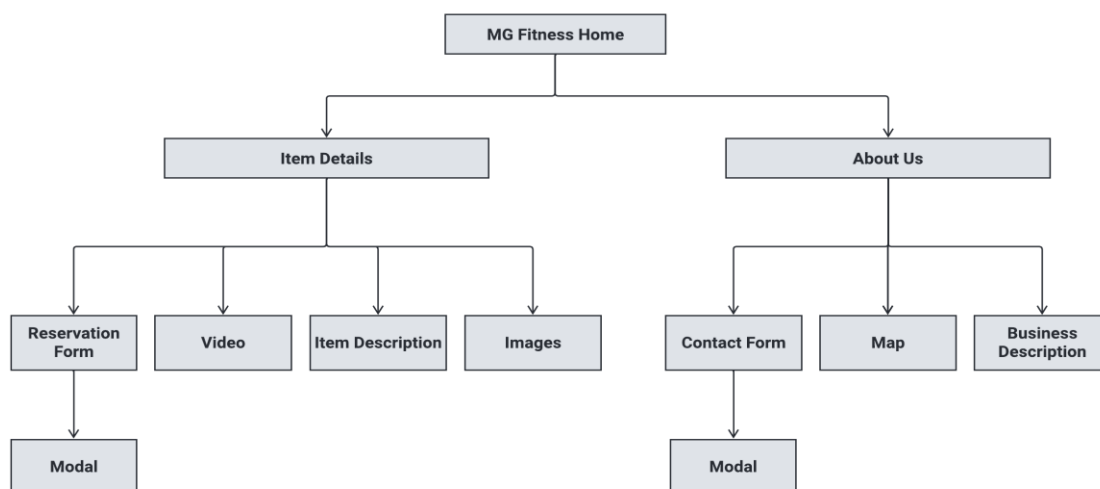 MG Fitness Home
Item Details
About Us
Reservation
Form
Video
Item Description
Images
Contact Form
Map
Business
Description
Modal
Modal